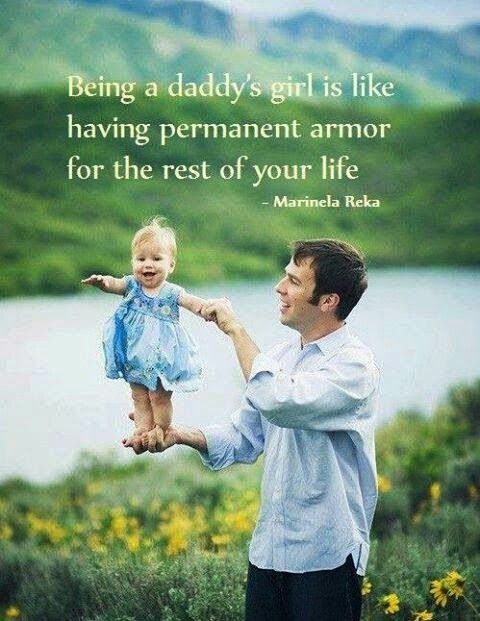 Being a daddy's girl is like
having permanent armor
for the rest of your life
- Marinela Reka